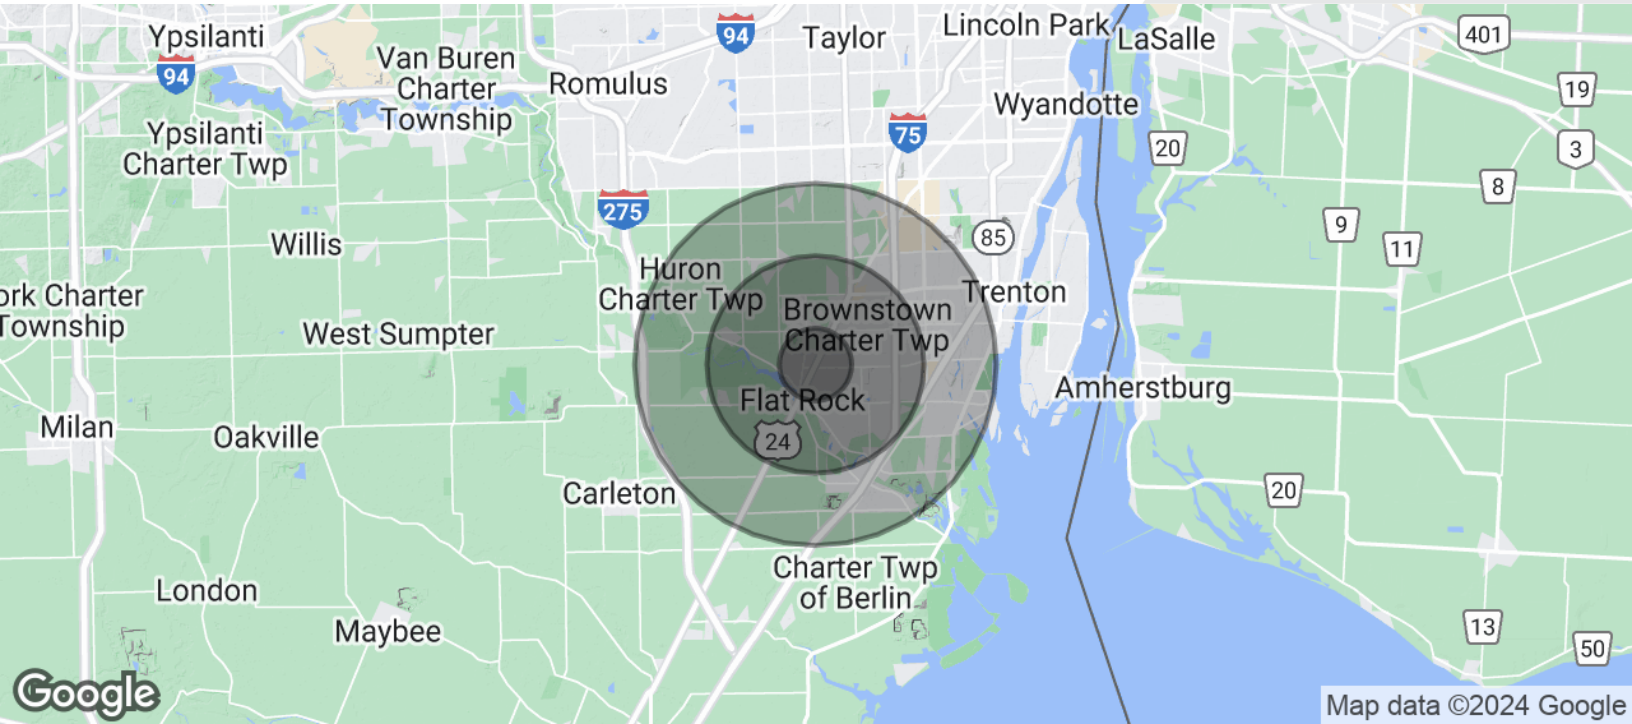 Ypsilanti
94
Van Buren
Charter
Township
Romulus
94
Taylor
Lincoln Park
LaSalle
401
19
Wyandotte
75
Ypsilanti
Charter Twp
20
3
8
275
9
85
11
Willis
Huron
Charter Twp
ork Charter
Township
Trenton
Brownstown
Charter Twp
West Sumpter
Amherstburg
Flat Rock
24
Milan
Oakville
Carleton
20
Charter Twp
of Berlin
London
Maybee
13
50
Google
Map data ©2024 Google